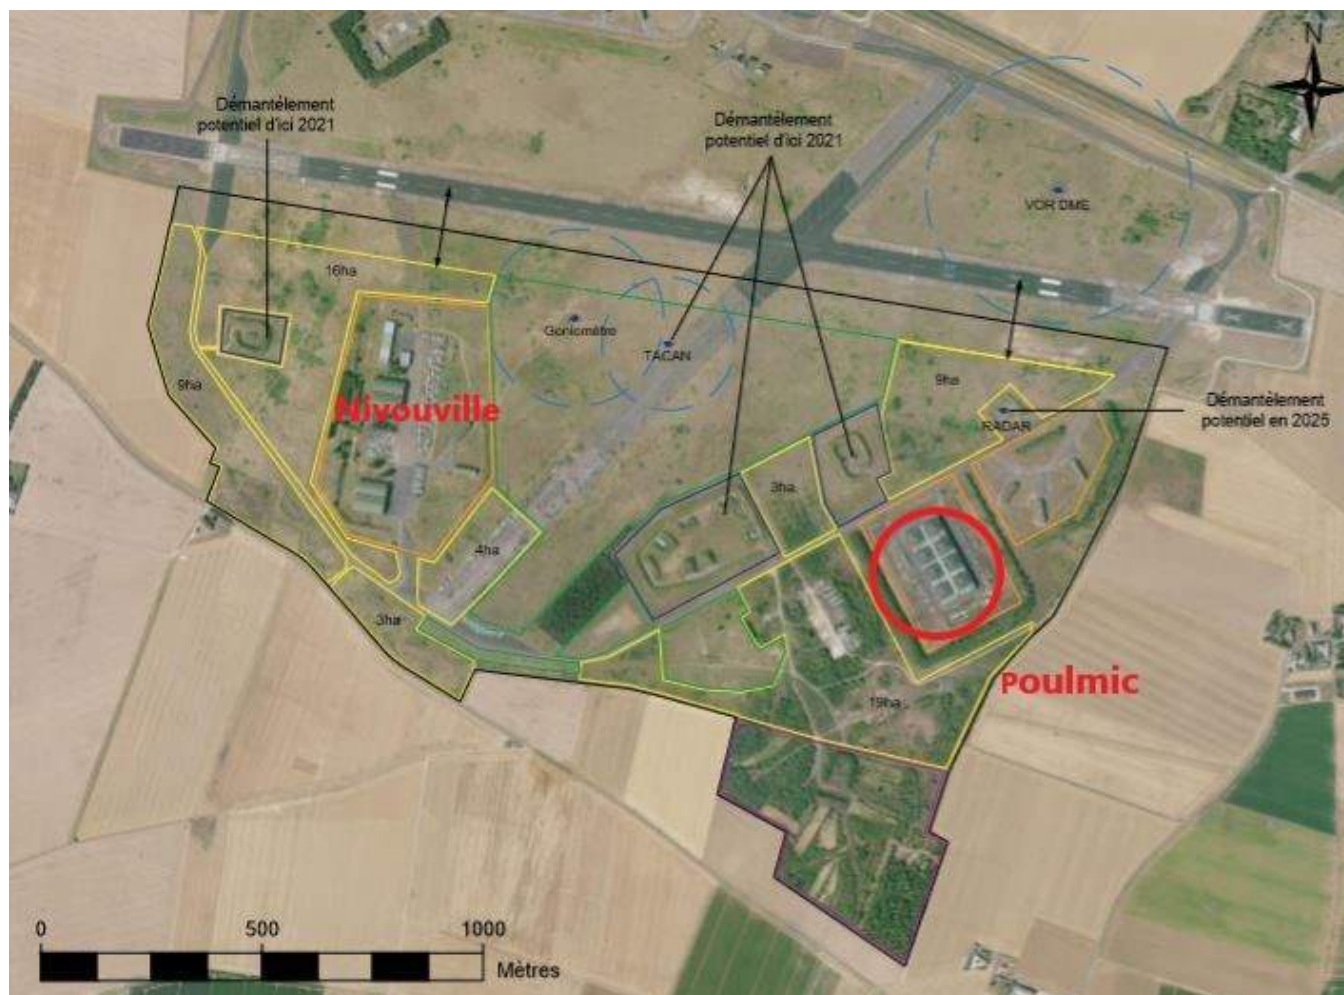 N
Démantèlement
potentiel d'ici 2021
Démantèlement
potentiel d'ici 2021
VOR DME
16ha
Goniomètre
TACAN
9ha
9ha
Nivouville
RADAR
Démantèlement
potentiel en 2025
3ha
4ha
3ha
Poulmic
19ha
0
500
1000
Mètres